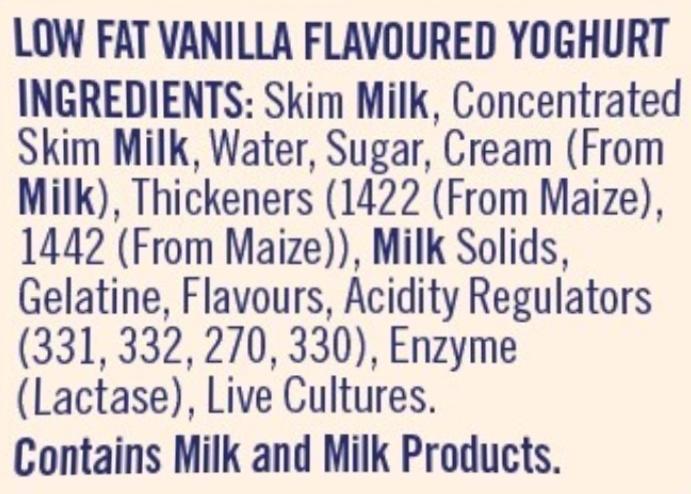 LOW FAT VANILLA FLAVOURED YOGHURT
INGREDIENTS: Skim Milk, Concentrated
Skim Milk, Water, Sugar, Cream (From
Milk), Thickeners (1422 (From Maize),
1442 (From Maize)), Milk Solids,
Gelatine, Flavours, Acidity Regulators
(331, 332, 270, 330), Enzyme
(Lactase), Live Cultures.
Contains Milk and Milk Products.